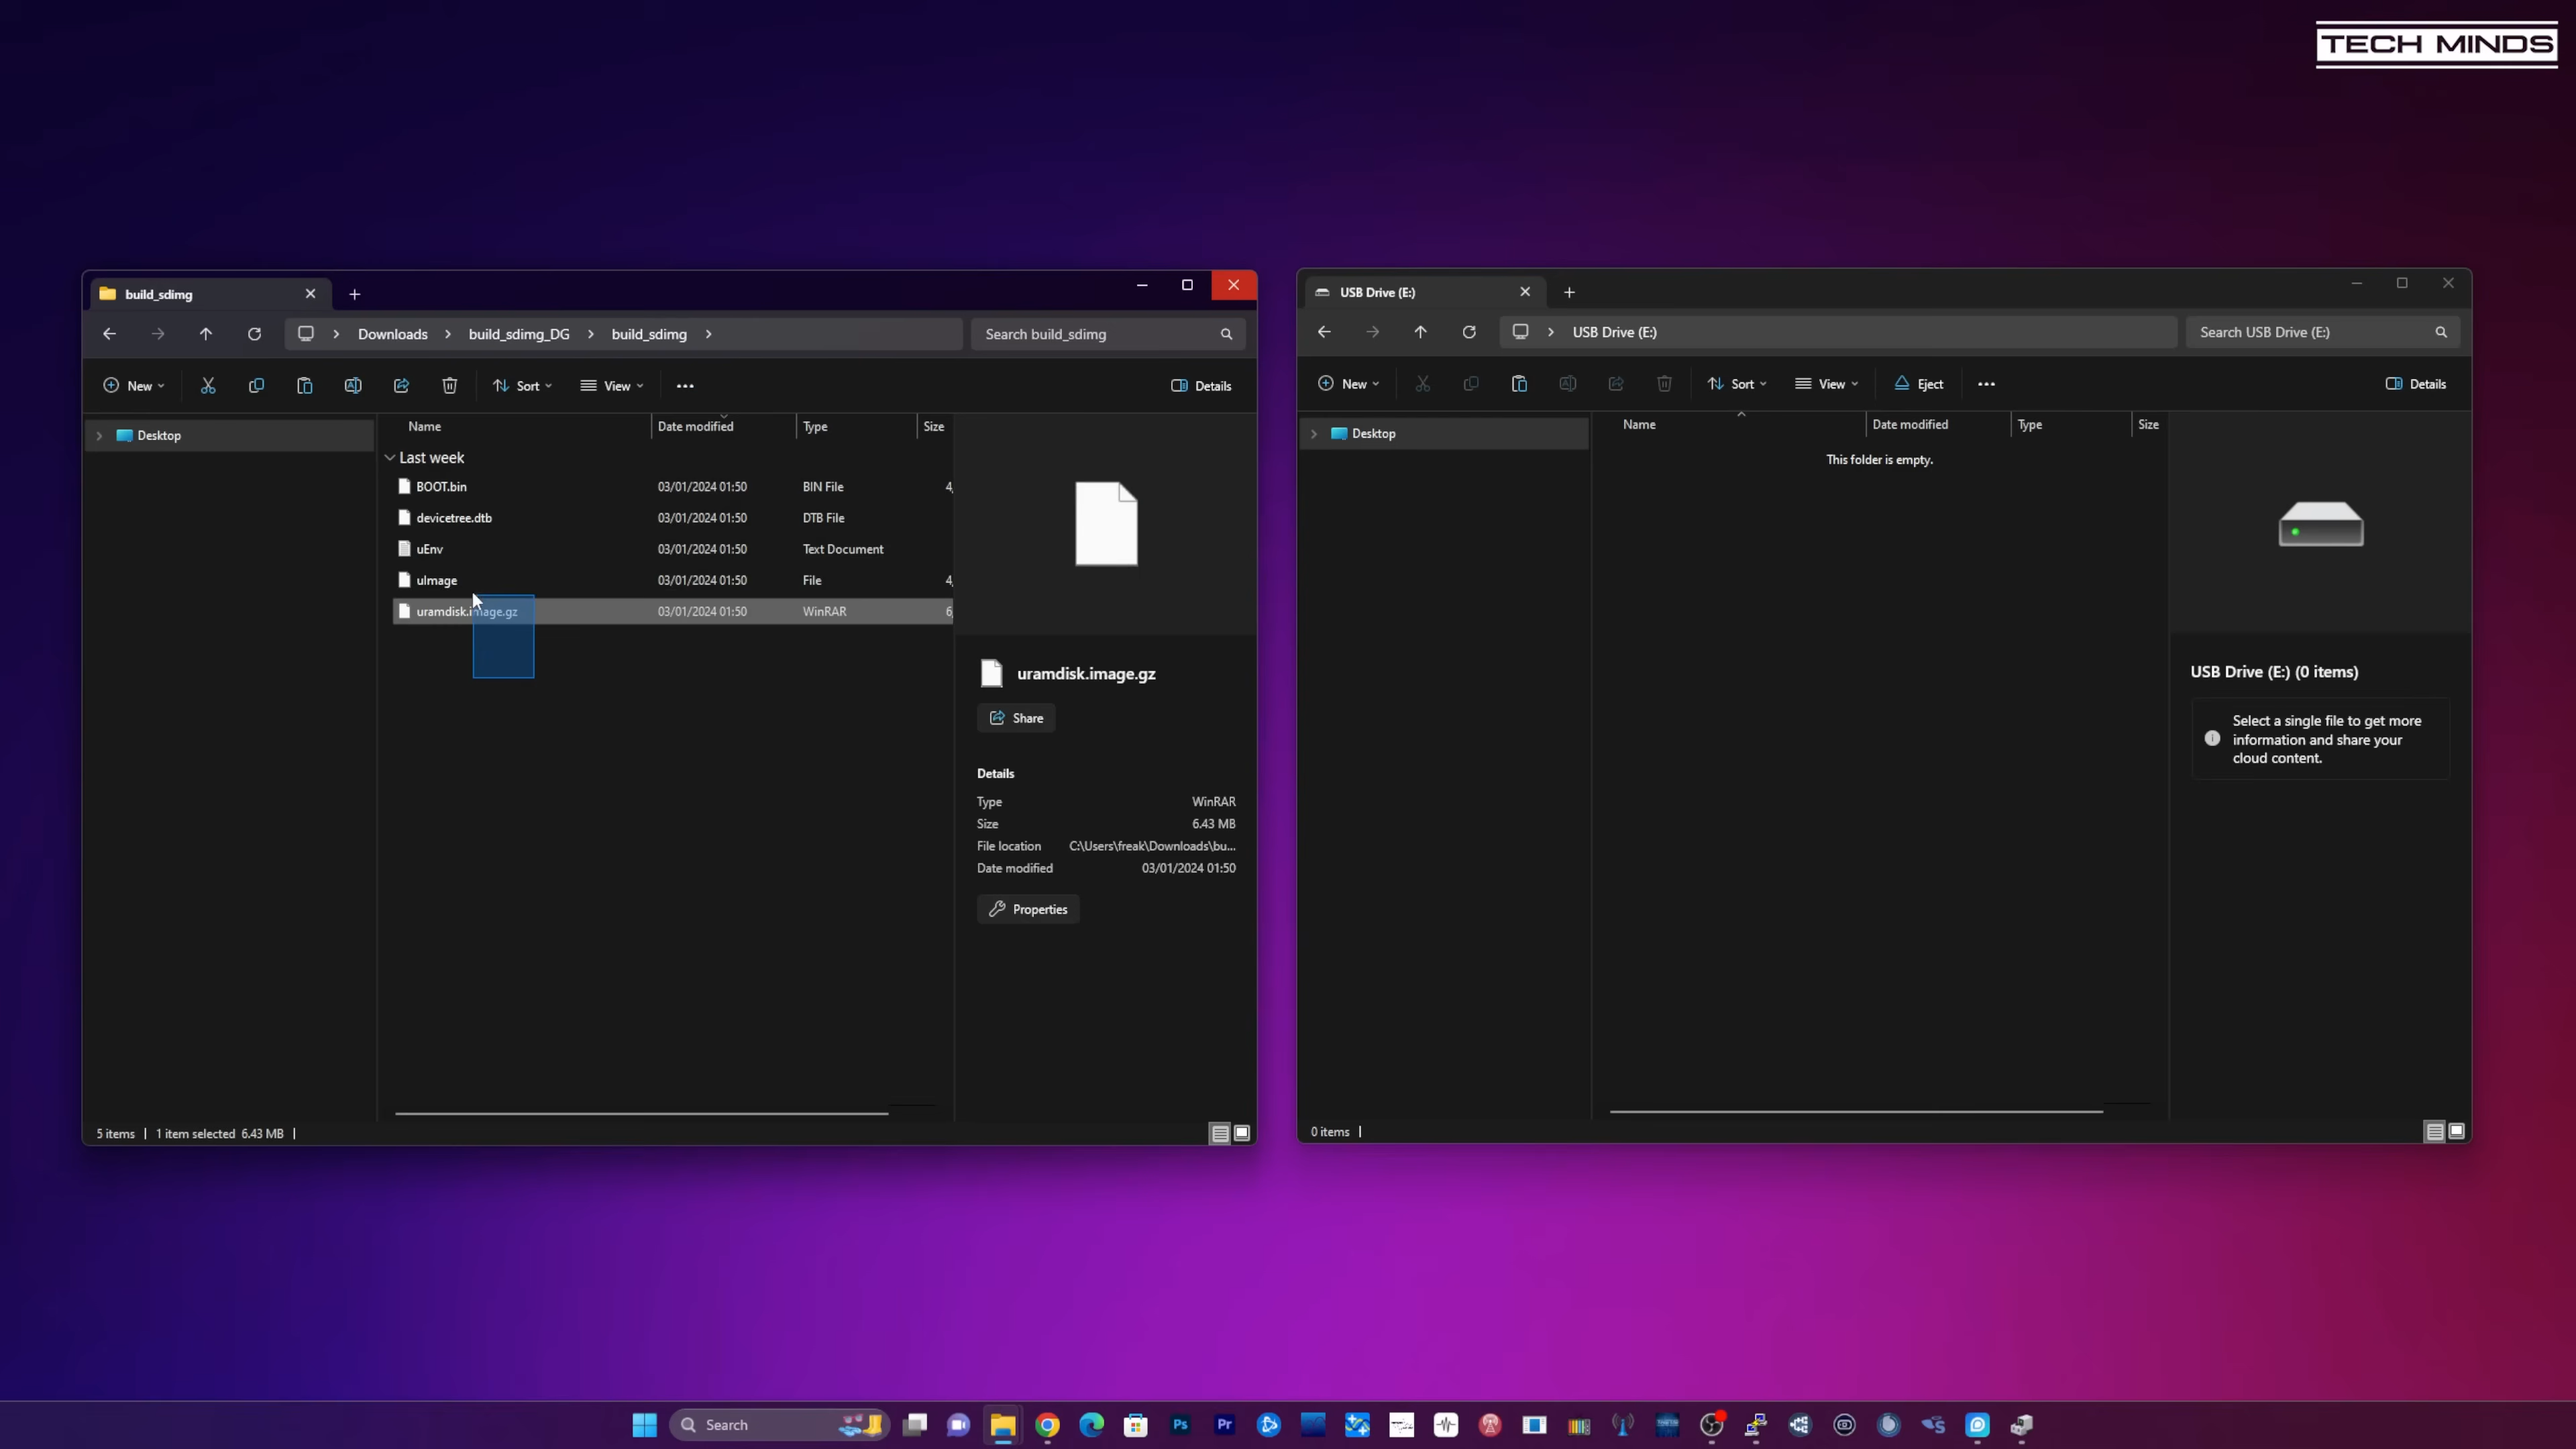 TECH MINDS
build_sdimg
Downloads > build_sdimg_DG > build_sdimg >
Search build_sdimg
New
Sort
View
Details
Desktop
Name Date modified Type Size
Last week
BOOT.bin 03/01/2024 01:50 BIN File 4,
devicetree.dtb 03/01/2024 01:50 DTB File
uEnv 03/01/2024 01:50 Text Document
uImage 03/01/2024 01:50 File 4,
uramdisk.image.gz 03/01/2024 01:50 WinRAR 6,
uramdisk.image.gz
Share
Details
Type WinRAR
Size 6.43 MB
File location C:\Users\freak\Downloads\bu...
Date modified 03/01/2024 01:50
Properties
5 items | 1 item selected 6.43 MB |
USB Drive (E:)
> USB Drive (E:)
Search USB Drive (E:)
New
Sort
View
Eject
Details
Desktop
Name Date modified Type Size
This folder is empty.
USB Drive (E:) (0 items)
Select a single file to get more
information and share your
cloud content.
0 items |
Search
Ps
Pr